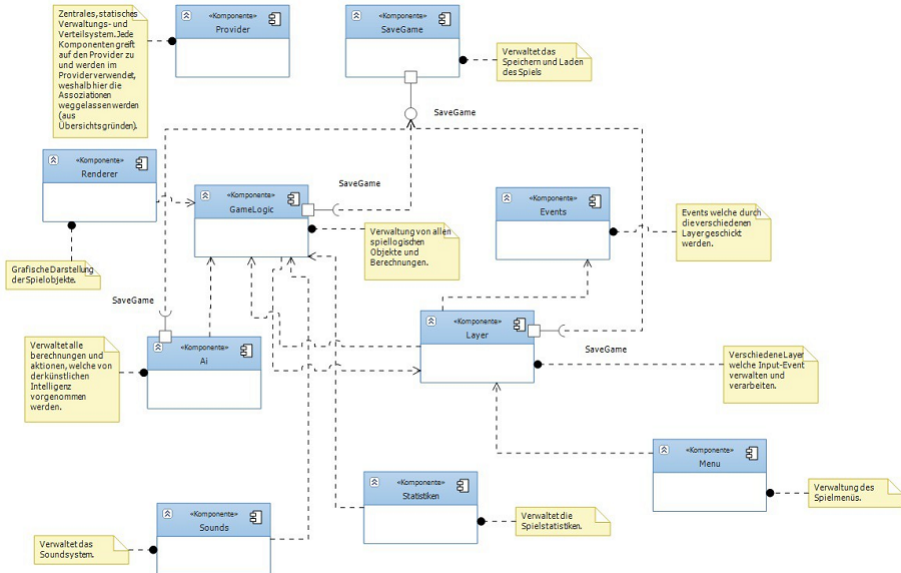 Zentrales, statisches
Verwaltungs- und
Verteilsystem. Jede
Komponenten greift
auf den Provider zu
und werden im
Provider verwendet,
weshalb hier die
Assoziationen
weggelassen werden
(aus
Übersichtsgründen).
«Komponente»
Provider
«Komponente»
SaveGame
Verwaltet das
Speichern und Laden
des Spiels
SaveGame
«Komponente»
Renderer
Grafische Darstellung
der Spielobjekte.
«Komponente»
GameLogic
SaveGame
Verwaltung von allen
spiellogischen
Objekte und
Berechnungen.
«Komponente»
Events
Events welche durch
die verschiedenen
Layer geschickt
werden.
SaveGame
Verwaltet alle
berechnungen und
aktionen, welche von
der künstlichen
Intelligenz
vorgenommen
werden.
«Komponente»
Ai
«Komponente»
Layer
SaveGame
Verschiedene Layer
welche Input-Event
verwalten und
verarbeiten.
«Komponente»
Menu
Verwaltung des
Spielmenüs.
«Komponente»
Statistiken
Verwaltet die
Spielstatistiken.
«Komponente»
Sounds
Verwaltet das
Soundsystem.